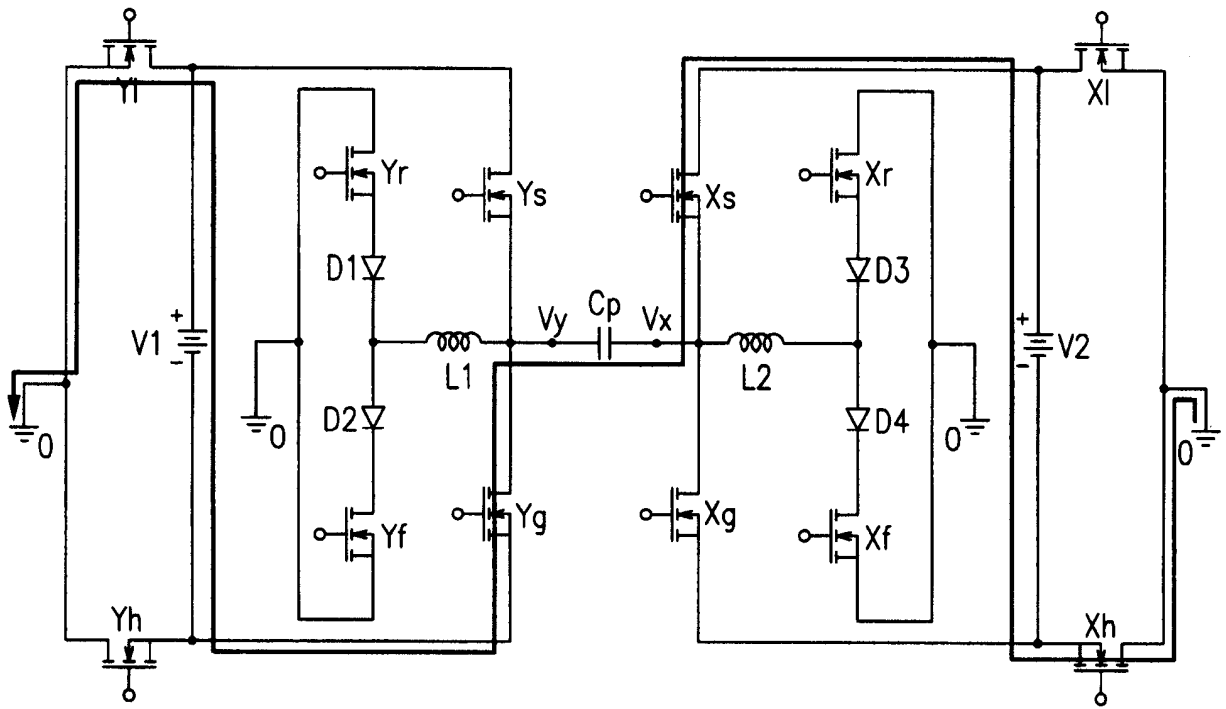 Yl
Xl
Yr
Ys
Xs
Xr
D1
D3
Vy
Cp
Vx
+
V1
-
L1
L2
+
V2
-
0
D2
0
0
D4
0
Yf
Yg
Xg
Xf
Yh
Xh